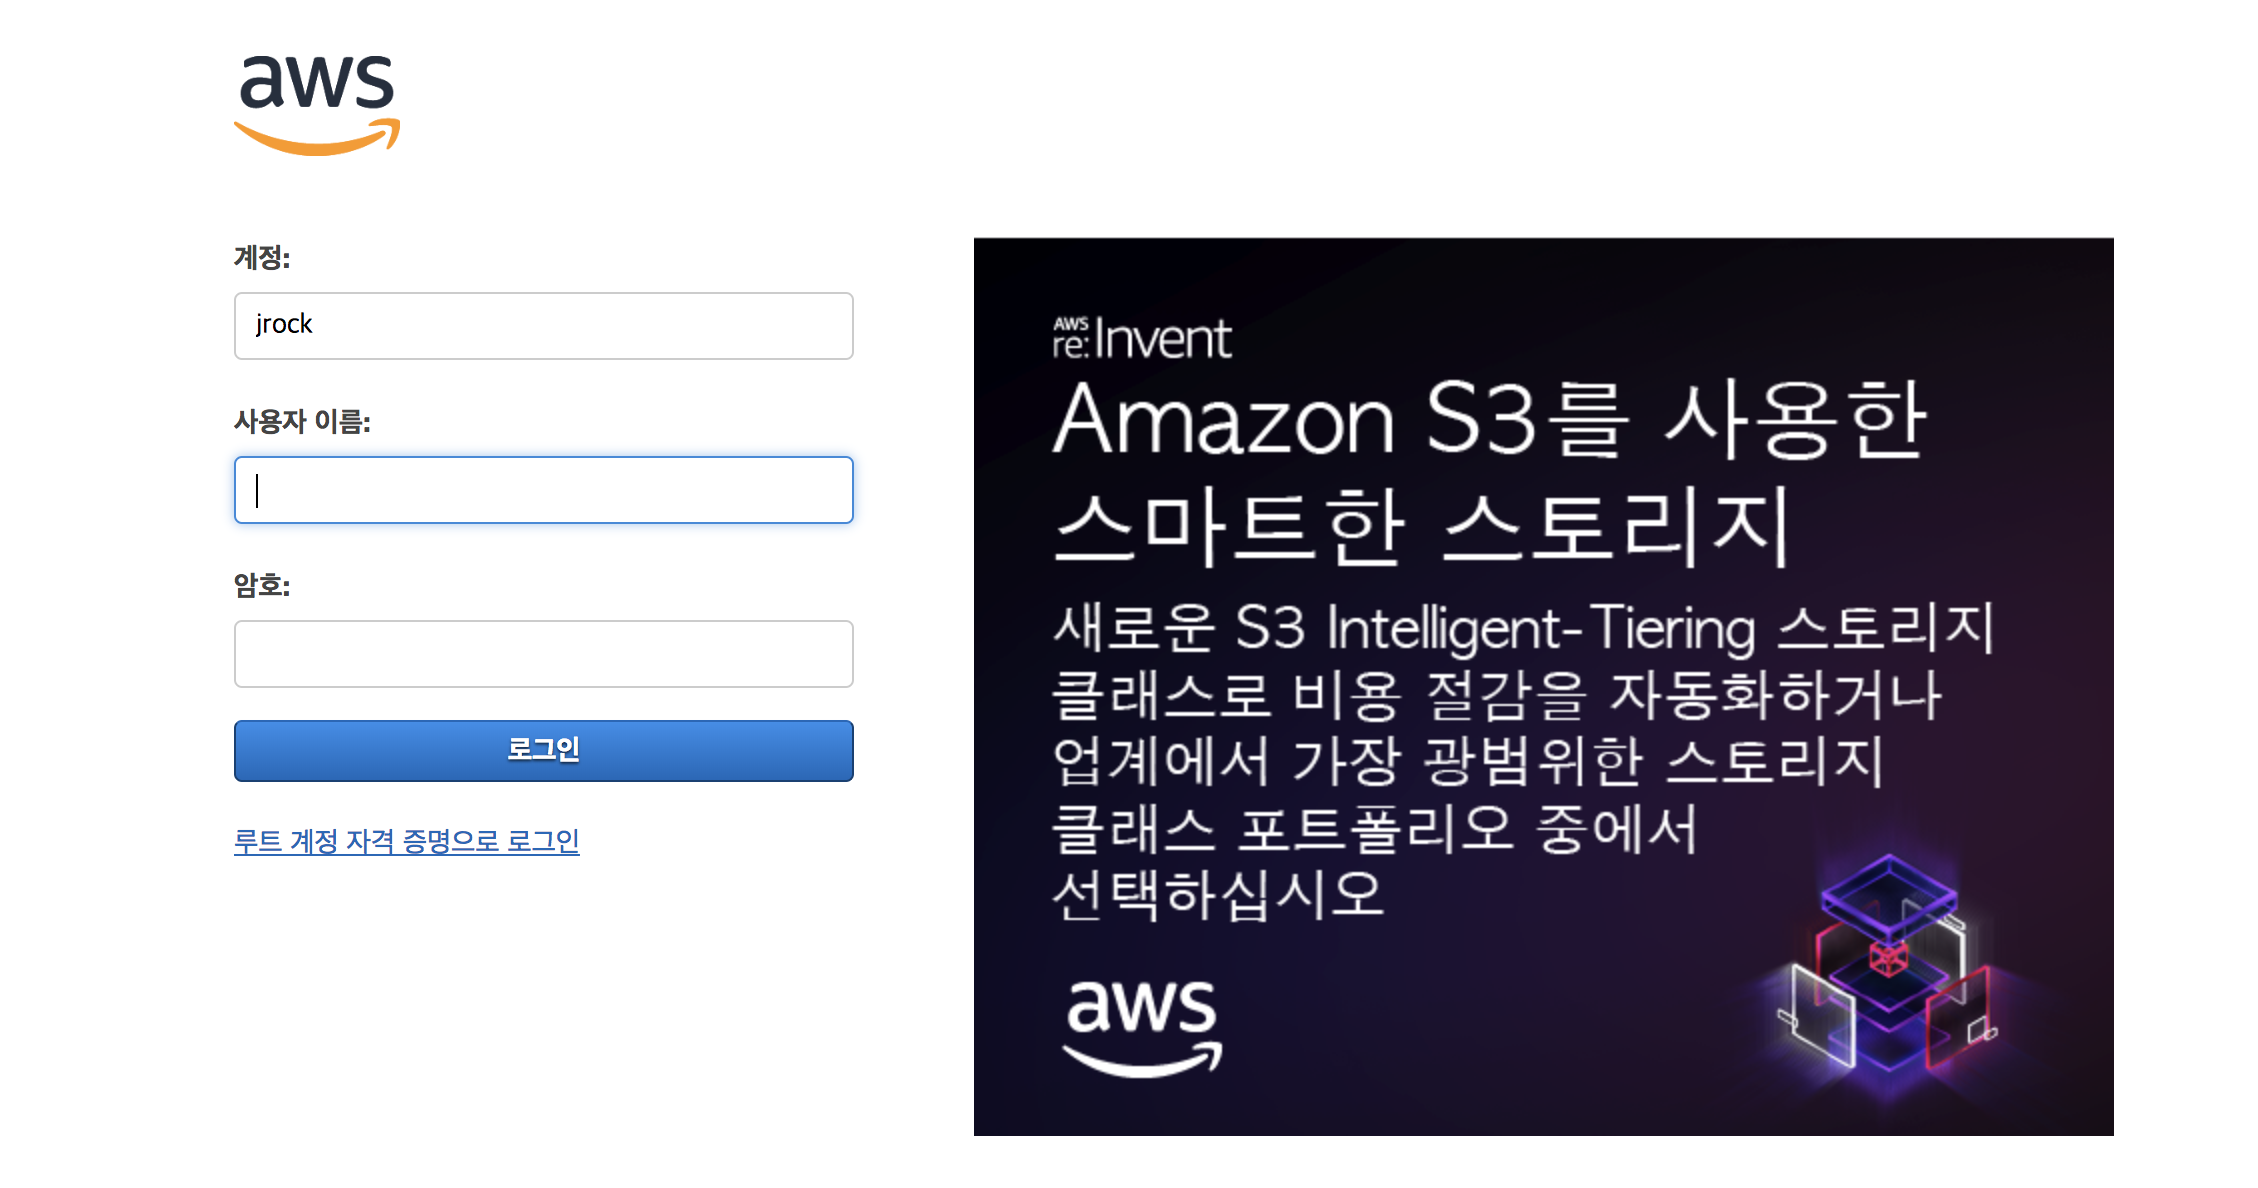 aws
계정:
jrock
사용자 이름:
암호:
로그인
루트 계정 자격 증명으로 로그인
AWS
re:Invent
Amazon S3를 사용한
스마트한 스토리지
새로운 S3 Intelligent-Tiering 스토리지
클래스로 비용 절감을 자동화하거나
업계에서 가장 광범위한 스토리지
클래스 포트폴리오 중에서
선택하십시오
aws